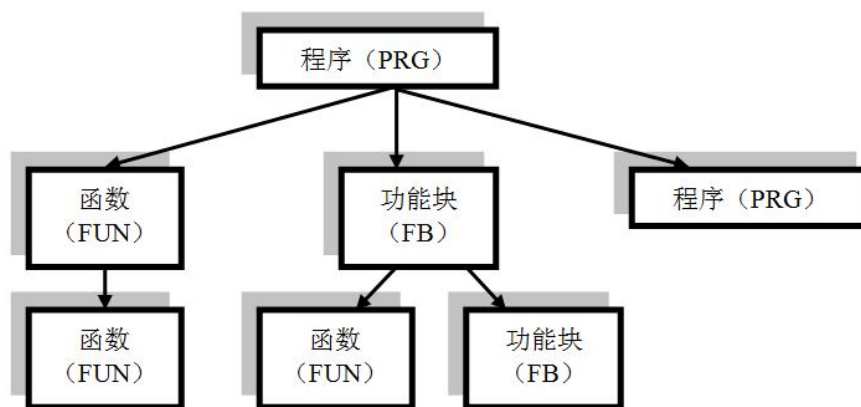 程序（PRG）
函数
（FUN）
功能块
（FB）
程序（PRG）
函数
（FUN）
函数
（FUN）
功能块
（FB）